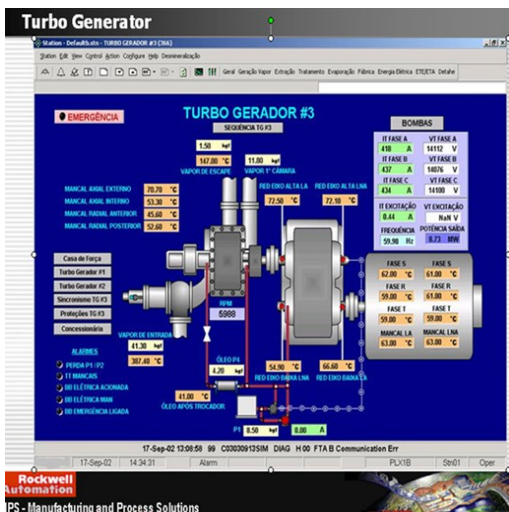 Turbo Generator
Station - Default6.stn - TURBO GERADOR #3 (366)
Station Edit View Control Action Configure Help Desmineralização
Geral Geração Vapor Extração Tratamento Evaporação Fábrica Energia Elétrica ETE/ETA Detalhe
EMERGÊNCIA
TURBO GERADOR #3
SEQUÊNCIA TG #3
BOMBAS
1.50 kgf
147.00 °C
VAPOR DE ESCAPE
11.00 kgf
VAPOR 1° CÂMARA
IT FASE A
418 A
VT FASE A
14112 V
IT FASE B
437 A
VT FASE B
14076 V
IT FASE C
434 A
VT FASE C
14100 V
IT EXCITAÇÃO
0.44 A
VT EXCITAÇÃO
NaN V
FREQUÊNCIA
59.90 Hz
POTÊNCIA SAÍDA
8.73 MW
MANCAL AXIAL EXTERNO 70.70 °C
MANCAL AXIAL INTERNO 53.30 °C
MANCAL RADIAL ANTERIOR 45.60 °C
MANCAL RADIAL POSTERIOR 52.60 °C
RED EIXO ALTA LA
72.50 °C
RED EIXO ALTA LNA
72.10 °C
Casa de Força
Turbo Gerador #1
Turbo Gerador #2
Sincronismo TG #3
Proteções TG #3
Concessionária
RPM
5988
FASE S
62.00 °C
FASE S
61.00 °C
FASE R
59.00 °C
FASE R
61.00 °C
FASE T
59.00 °C
FASE T
59.00 °C
MANCAL LA
63.00 °C
MANCAL LNA
63.00 °C
VAPOR DE ENTRADA
41.30 kgf
387.40 °C
ALARMES
PERDA P1 / P2
TT MANCAIS
BB ELÉTRICA ACIONADA
BB ELÉTRICA MAN
BB EMERGÊNCIA LIGADA
ÓLEO P4
4.20 kgf
41.00 °C
ÓLEO APÓS TROCADOR
54.90 °C
RED EIXO BAIXA LNA
66.60 °C
RED EIXO BAIXA LA
P1 8.50 kgf
0.00 A
17-Sep-02 13:06:58 99 C03030913SIM DIAG H 00 FTA B Communication Err
17-Sep-02 14:34:31 Alarm PLX1B Stn01 Oper
Rockwell
Automation
IPS - Manufacturing and Process Solutions